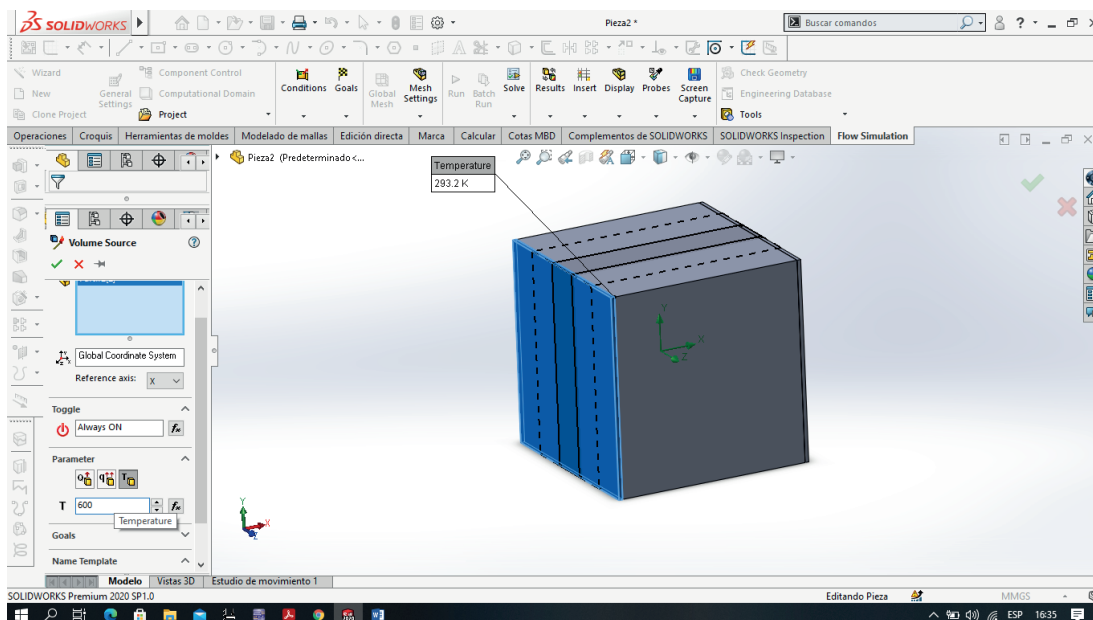 SOLIDWORKS
Pieza2 *
Buscar comandos
Wizard
New
Clone Project
General Settings
Component Control
Computational Domain
Project
Conditions
Goals
Global Mesh
Mesh Settings
Run
Batch Run
Solve
Results
Insert
Display
Probes
Screen Capture
Check Geometry
Engineering Database
Tools
Operaciones
Croquis
Herramientas de moldes
Modelado de mallas
Edición directa
Marca
Calcular
Cotas MBD
Complementos de SOLIDWORKS
SOLIDWORKS Inspection
Flow Simulation
Pieza2 (Predeterminado<...
Temperature
293.2 K
Volume Source
Global Coordinate System
Reference axis: X
Toggle
Always ON
Parameter
T 600
Temperature
Goals
Name Template
Y
X
Z
Y
X
Z
Modelo
Vistas 3D
Estudio de movimiento 1
SOLIDWORKS Premium 2020 SP1.0
Editando Pieza
MMGS
ESP
16:35